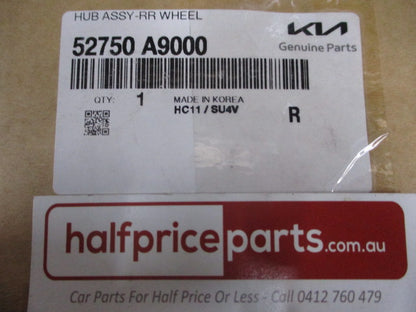 HUB ASSY-RR WHEEL
52750 A9000
KIA
Genuine Parts
QTY: 1
MADE IN KOREA
HC11 / SU4V
R
halfpriceparts.com.au
Car Parts For Half Price Or Less - Call 0412 760 479